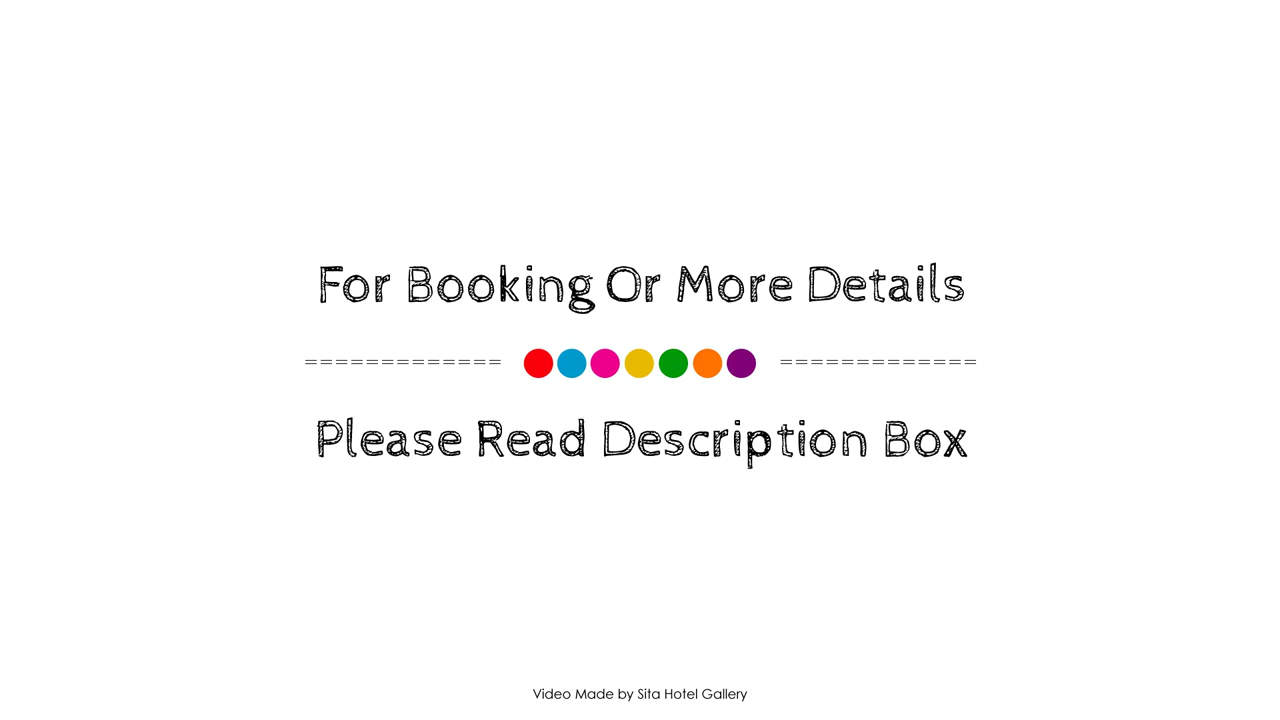 For Booking Or More Details
============= =============
Please Read Description Box
Video Made by Sita Hotel Gallery